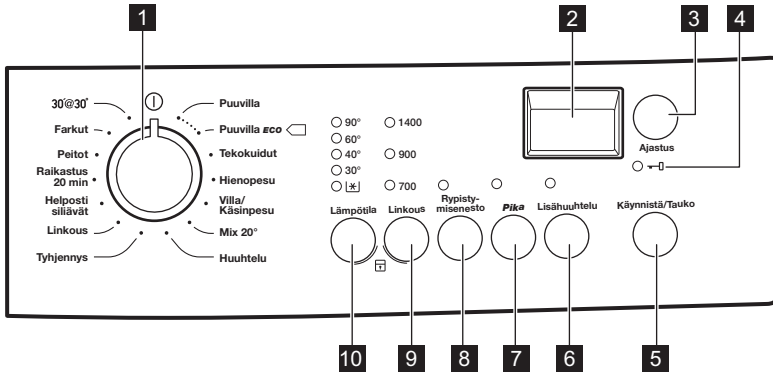 1
2
3
4
30'@30°
Farkut
Peitot
Raikastus
20 min
Helposti
siliävät
Linkous
Tyhjennys
Puuvilla
Puuvilla ECO
Tekokuidut
Hienopesu
Villa/
Käsinpesu
Mix 20°
Huuhtelu
90°
60°
40°
30°
1400
900
700
Ajastus
Lämpötila
Linkous
Rypisty-
misenesto
Pika
Lisähuuhtelu
Käynnistä/Tauko
10
9
8
7
6
5